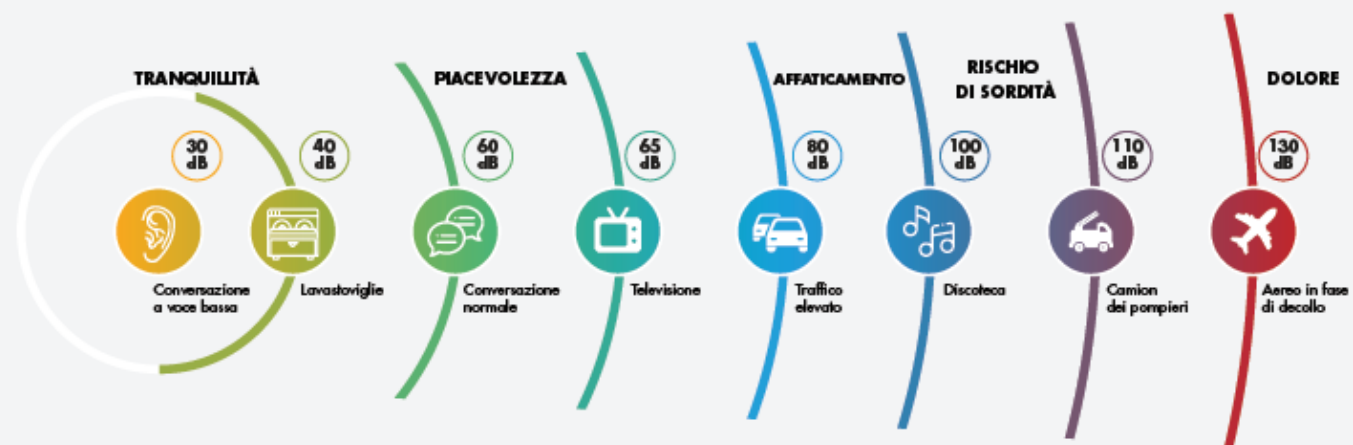 TRANQUILLITÀ
PIACEVOLEZZA
AFFATICAMENTO
RISCHIO
DI SORDITÀ
DOLORE
30
dB
40
dB
60
dB
65
dB
80
dB
100
dB
110
dB
130
dB
Conversazione
a voce bassa
Lavastoviglie
Conversazione
normale
Televisione
Traffico
elevato
Discoteca
Camion
dei pompieri
Aereo in fase
di decollo